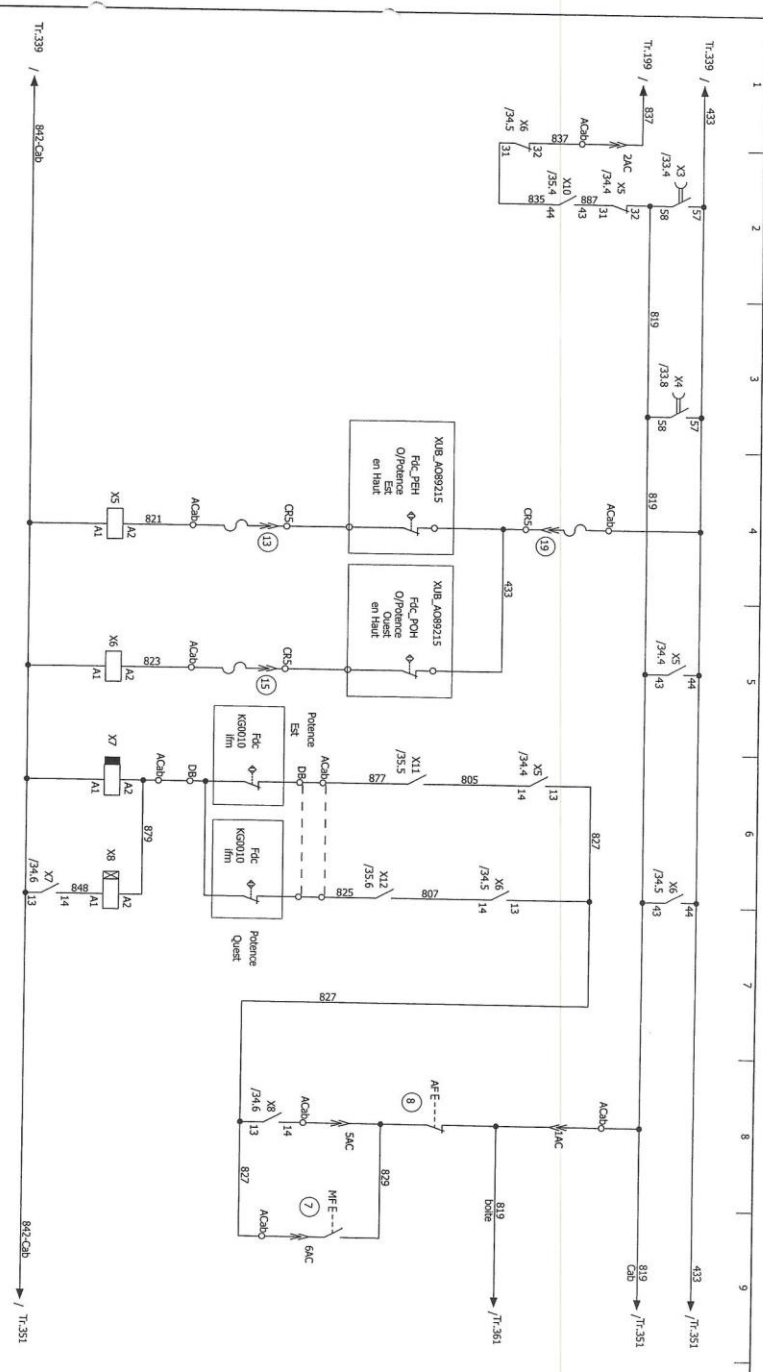 1
2
3
4
5
6
7
8
9
Tr.339 /
433
433
/ Tr.351
Tr.199 /
837
X3
/33.4
57
58
X4
/33.8
57
58
819
819
X5
/34.4
44
43
X6
/34.5
44
43
819
Cab
/ Tr.351
2AC
ACab
837
X6
/34.5
32
31
X5
/34.4
32
31
887
X10
/35.4
43
44
835
ACab
19
CR5
433
XUB_AO89215
Fdc_PEH
O/Potence
Est
en Haut
XUB_AO89215
Fdc_POH
O/Potence
Ouest
en Haut
CR5
13
ACab
821
X5
A2
A1
CR5
15
ACab
823
X6
A2
A1
X5
/34.4
13
14
805
X11
/35.5
877
827
X6
/34.5
13
14
807
X12
/35.6
825
Potence
Est
ACab
DB
Fdc
KG0010
ifm
Fdc
KG0010
ifm
Potence
Ouest
DB
ACab
879
X7
A2
A1
X8
A2
A1
848
X7
/34.6
14
13
827
ACab
1AC
819
boite
/Tr.361
AFE
8
829
5AC
ACab
X8
/34.6
14
13
MFE
7
6AC
ACab
827
Tr.339 /
842-Cab
842-Cab
/ Tr.351